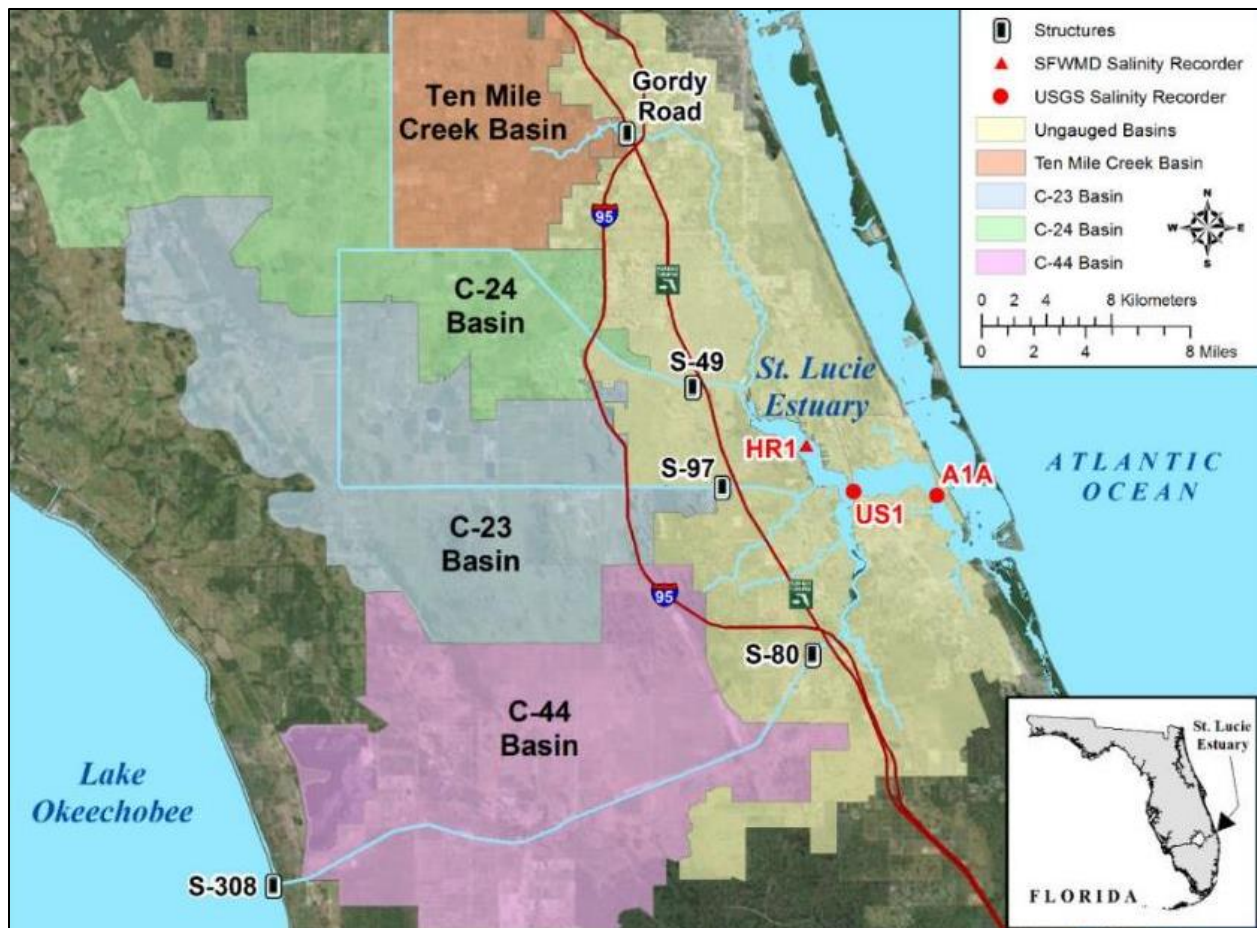 Structures
SFWMD Salinity Recorder
USGS Salinity Recorder
Ungauged Basins
Ten Mile Creek Basin
C-23 Basin
C-24 Basin
C-44 Basin
N
W
E
S
0 2 4 8 Kilometers
0 2 4 8 Miles
Ten Mile
Creek Basin
Gordy
Road
95
C-24
Basin
S-49
St. Lucie
Estuary
HR1
S-97
A1A
US1
ATLANTIC
OCEAN
C-23
Basin
95
S-80
C-44
Basin
Lake
Okeechobee
S-308
St. Lucie
Estuary
FLORIDA